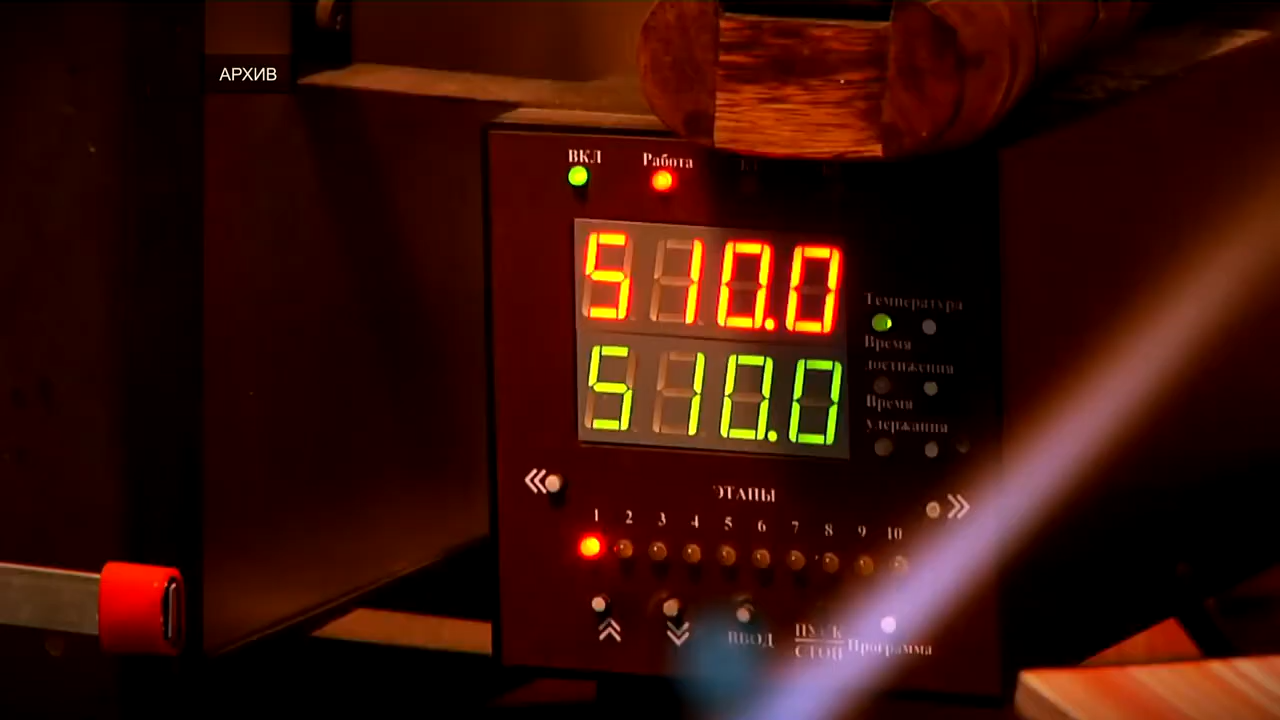 АРХИВ
ВКЛ Работа
510.0
Температура
Время
достижения
510.0
Время
удержания
ЭТАПЫ
1 2 3 4 5 6 7 8 9 10
ВВОД ПУСК Программа
СТОП